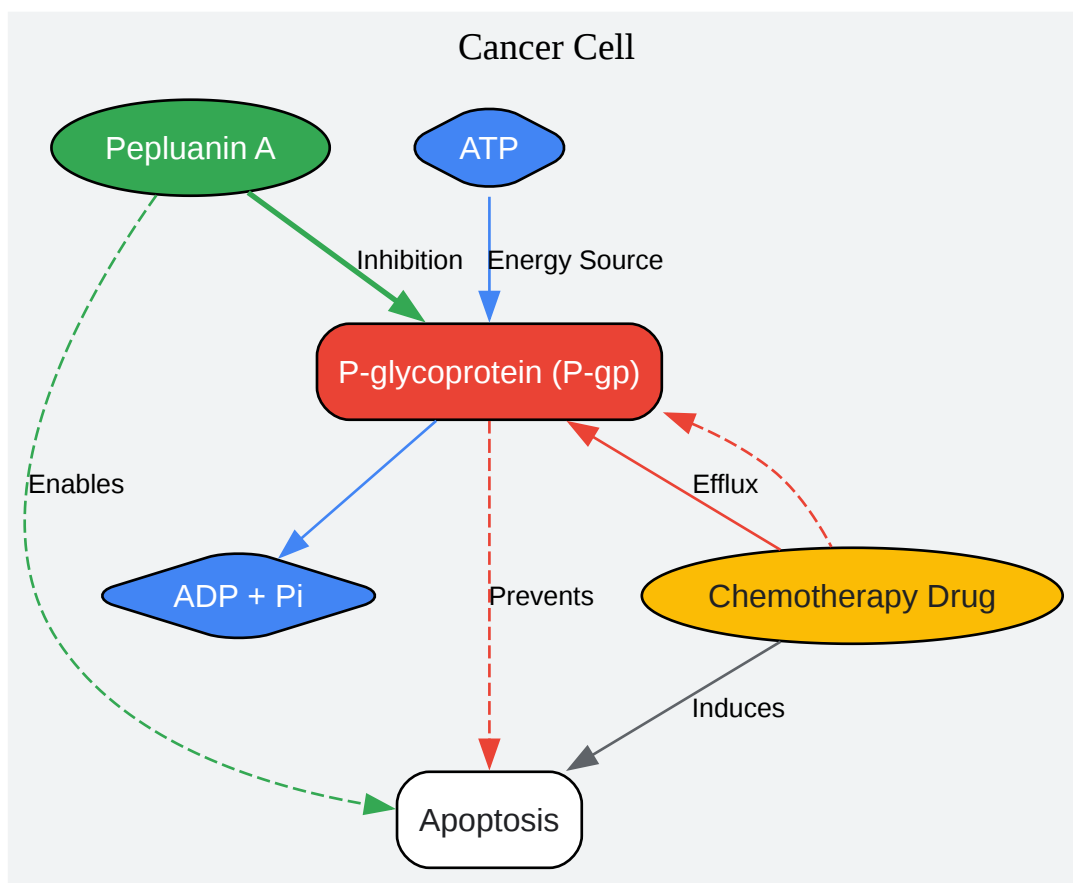 Cancer Cell
Pepluanin A
ATP
Inhibition
Energy Source
P-glycoprotein (P-gp)
Enables
Efflux
ADP + Pi
Prevents
Chemotherapy Drug
Induces
Apoptosis